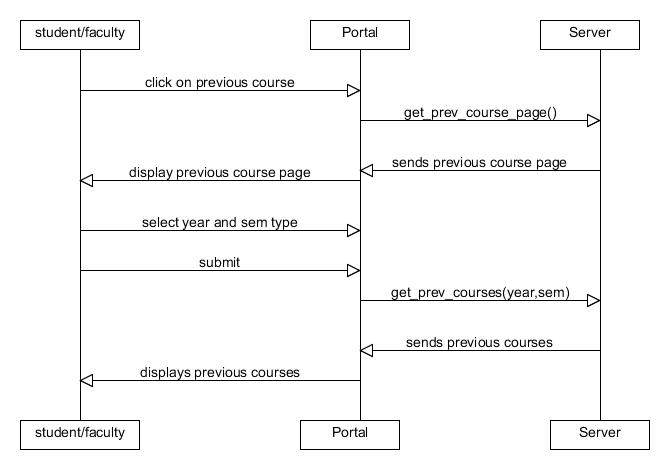 student/faculty
Portal
Server
click on previous course
get_prev_course_page()
sends previous course page
display previous course page
select year and sem type
submit
get_prev_courses(year,sem)
sends previous courses
displays previous courses
student/faculty
Portal
Server